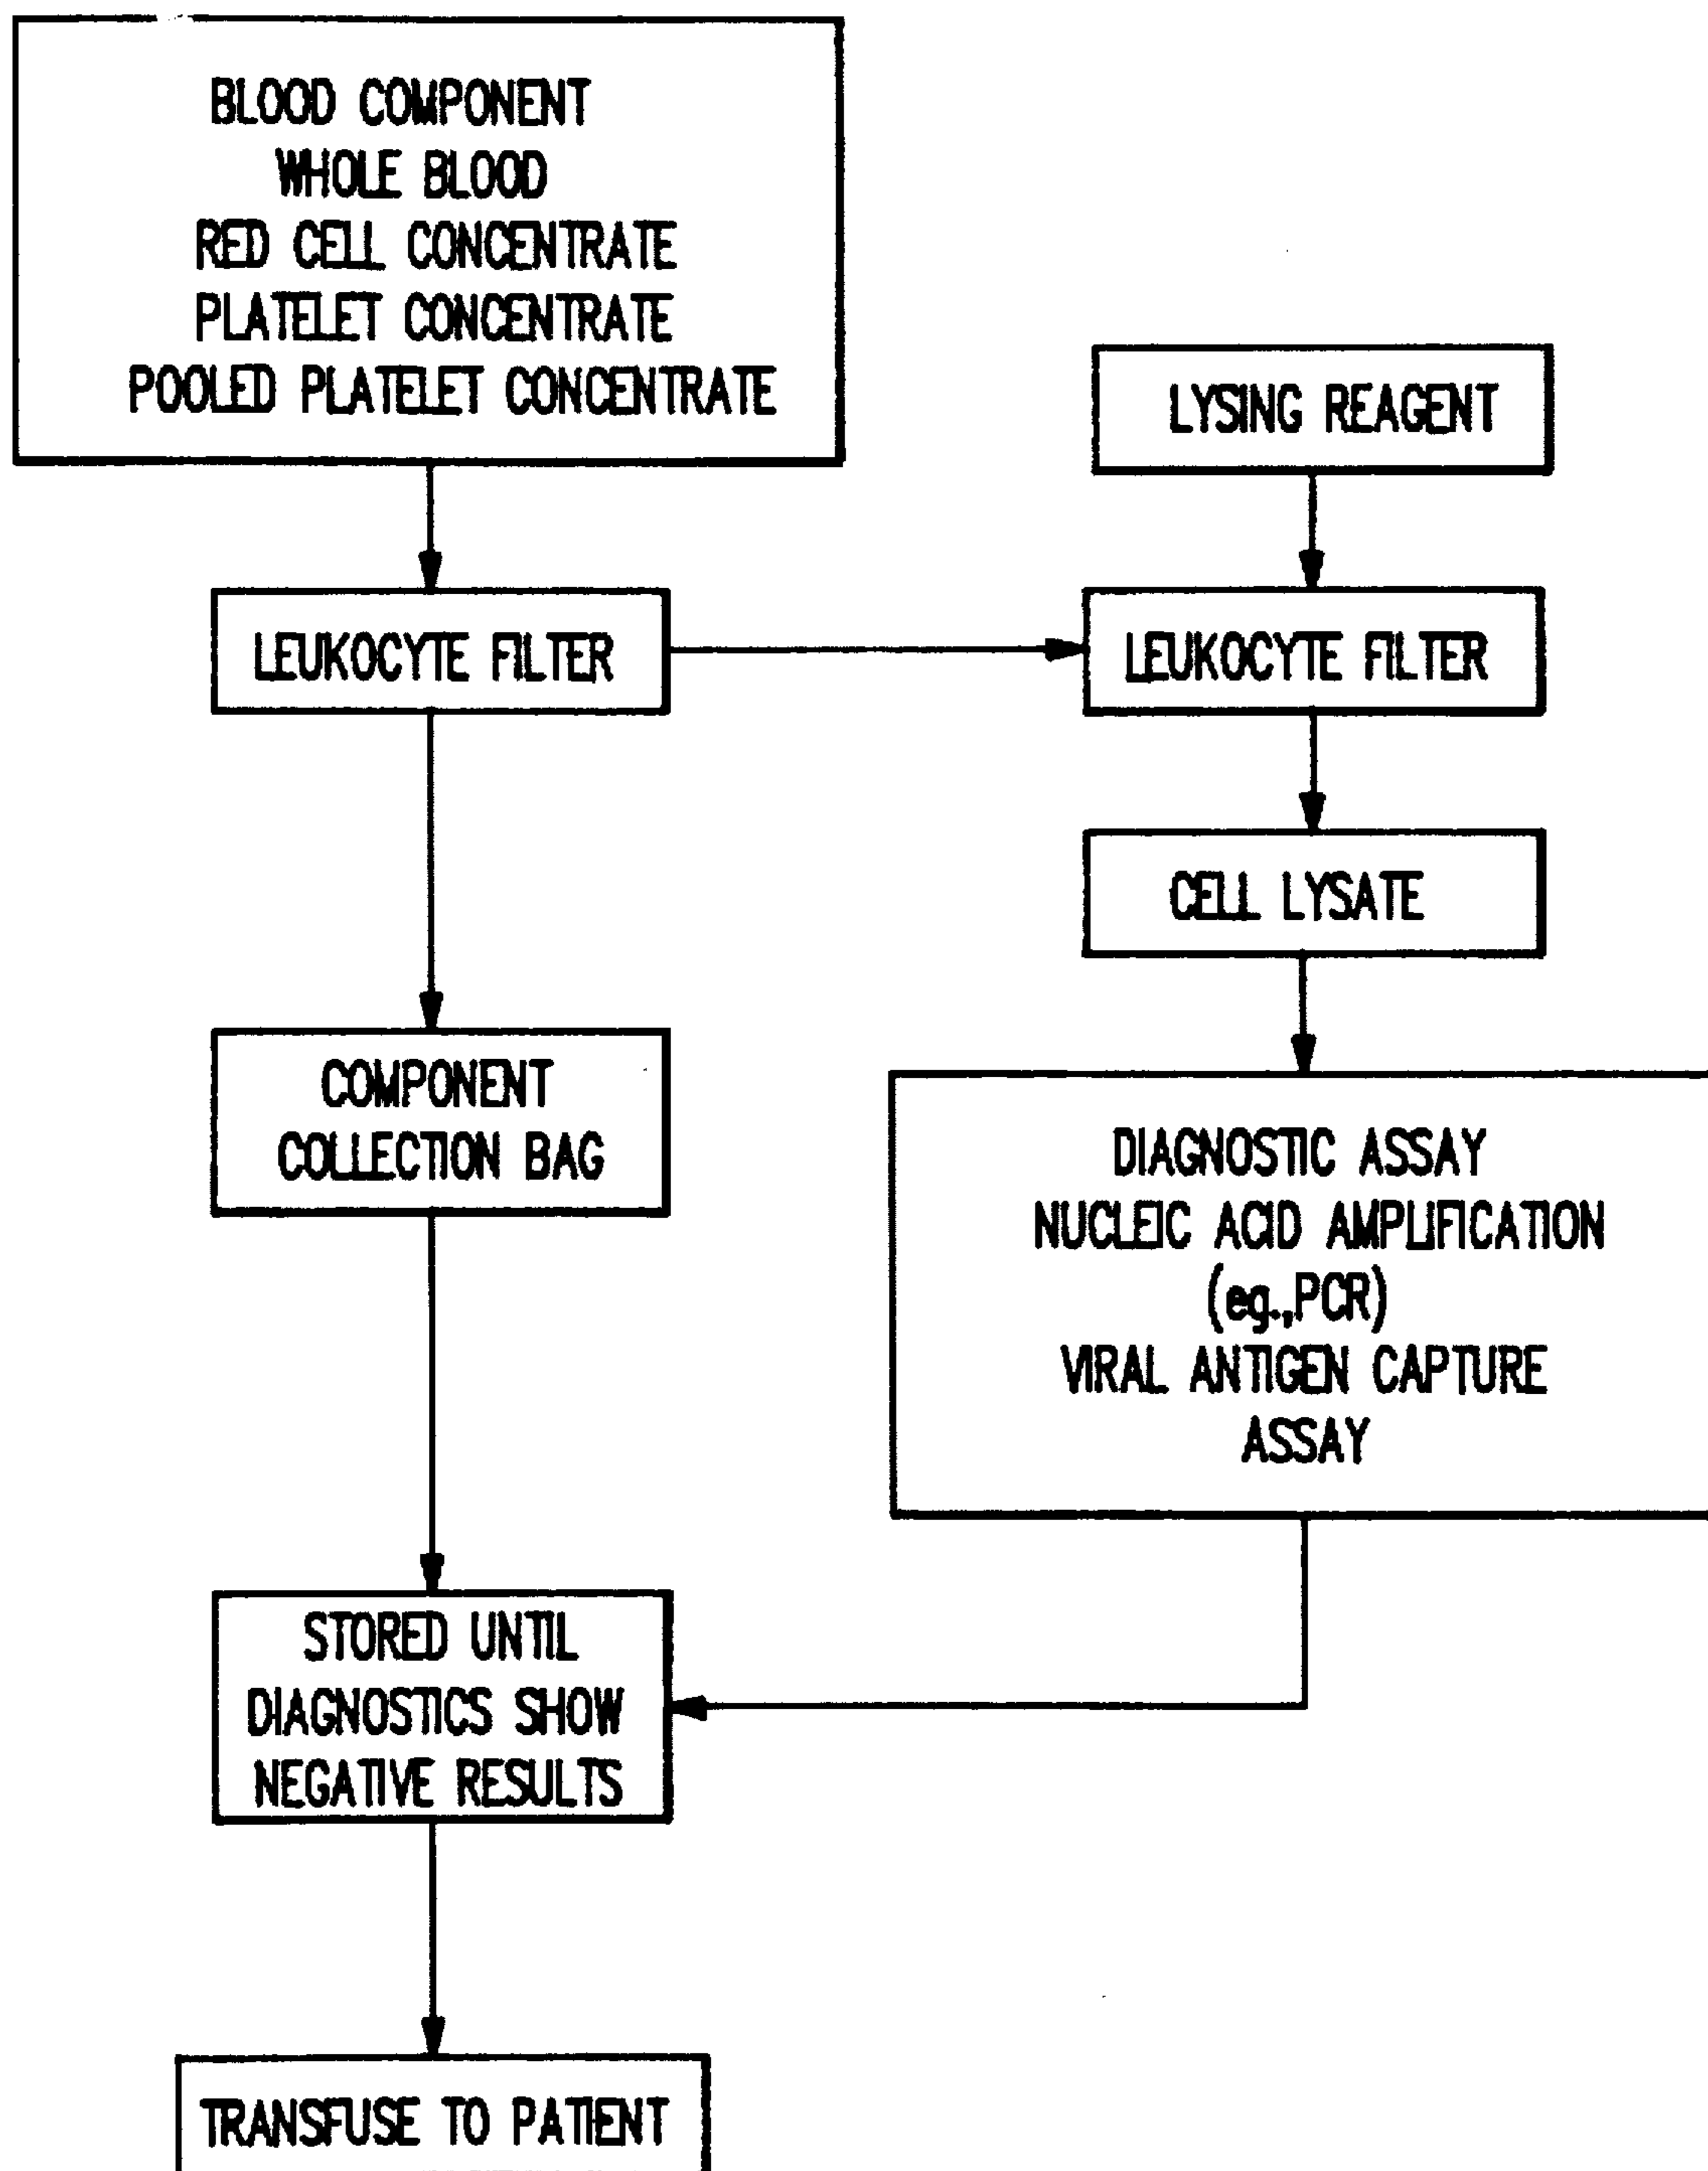 BLOOD COMPONENT
WHOLE BLOOD
RED CELL CONCENTRATE
PLATELET CONCENTRATE
POOLED PLATELET CONCENTRATE
LYSING REAGENT
LEUKOCYTE FILTER
LEUKOCYTE FILTER
CELL LYSATE
COMPONENT
COLLECTION BAG
DIAGNOSTIC ASSAY
NUCLEIC ACID AMPLIFICATION
(eg.,PCR)
VIRAL ANTIGEN CAPTURE
ASSAY
STORED UNTIL
DIAGNOSTICS SHOW
NEGATIVE RESULTS
TRANSFUSE TO PATIENT